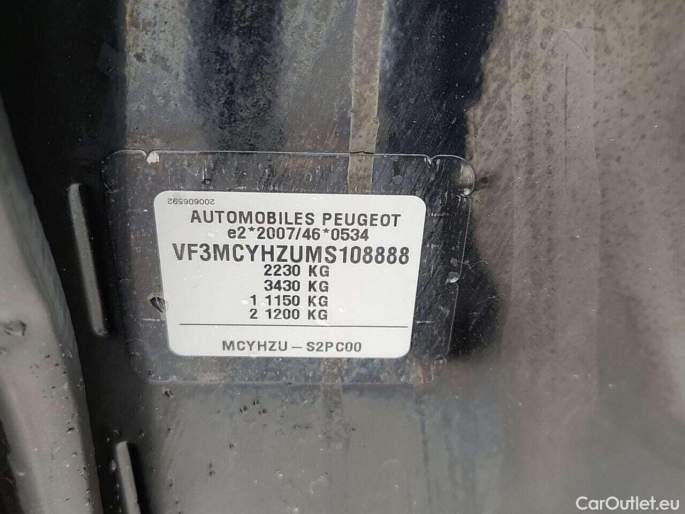 200606592
AUTOMOBILES PEUGEOT
e2*2007/46*0534
VF3MCYHZUMS108888
2230 KG
3430 KG
1 1150 KG
2 1200 KG
MCYHZU – S2PC00
CarOutlet.eu